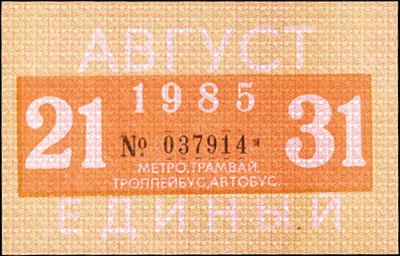 АВГУСТ
1985
21 31
№ 037914 *
МЕТРО.ТРАМВАЙ
ТРОЛЛЕЙБУС.АВТОБУС.
ЕДИНЫЙ